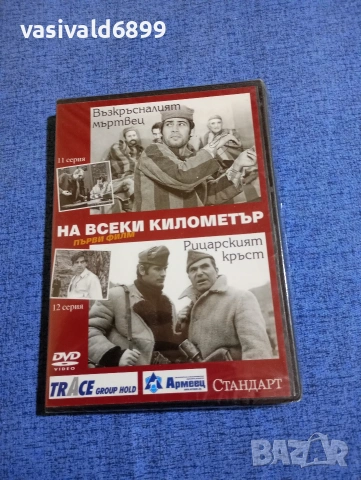 vasivald6899
Възкръсналият
мъртвец
11 серия
НА ВСЕКИ КИЛОМЕТЪР
ПЪРВИ ФИЛМ
Рицарският
кръст
12 серия
DVD
VIDEO
TRACE GROUP HOLD
Армеец
СТАНДАРТ
BAZAR